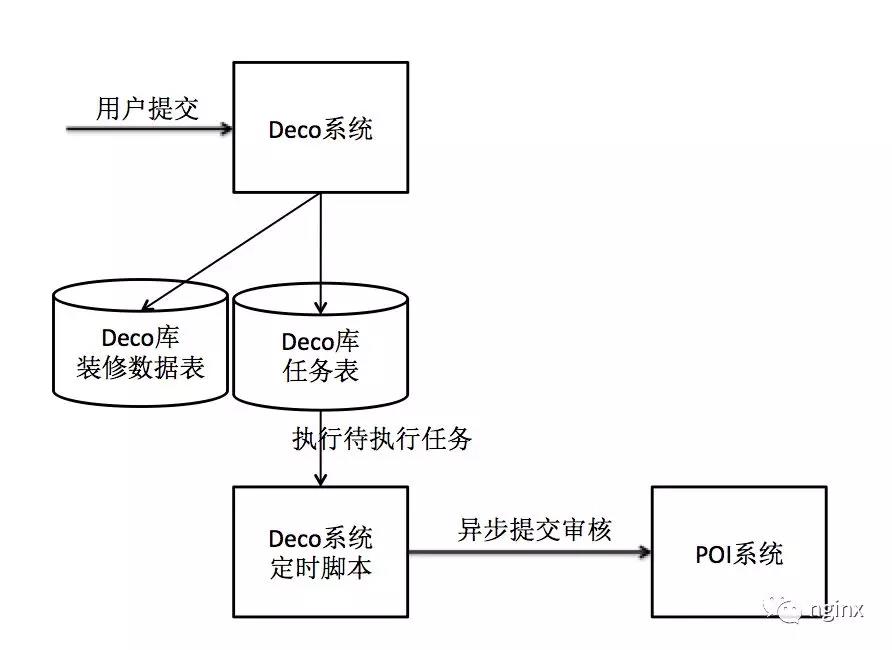 用户提交
Deco系统
Deco库
装修数据表
Deco库
任务表
执行待执行任务
Deco系统
定时脚本
异步提交审核
POI系统
nginx